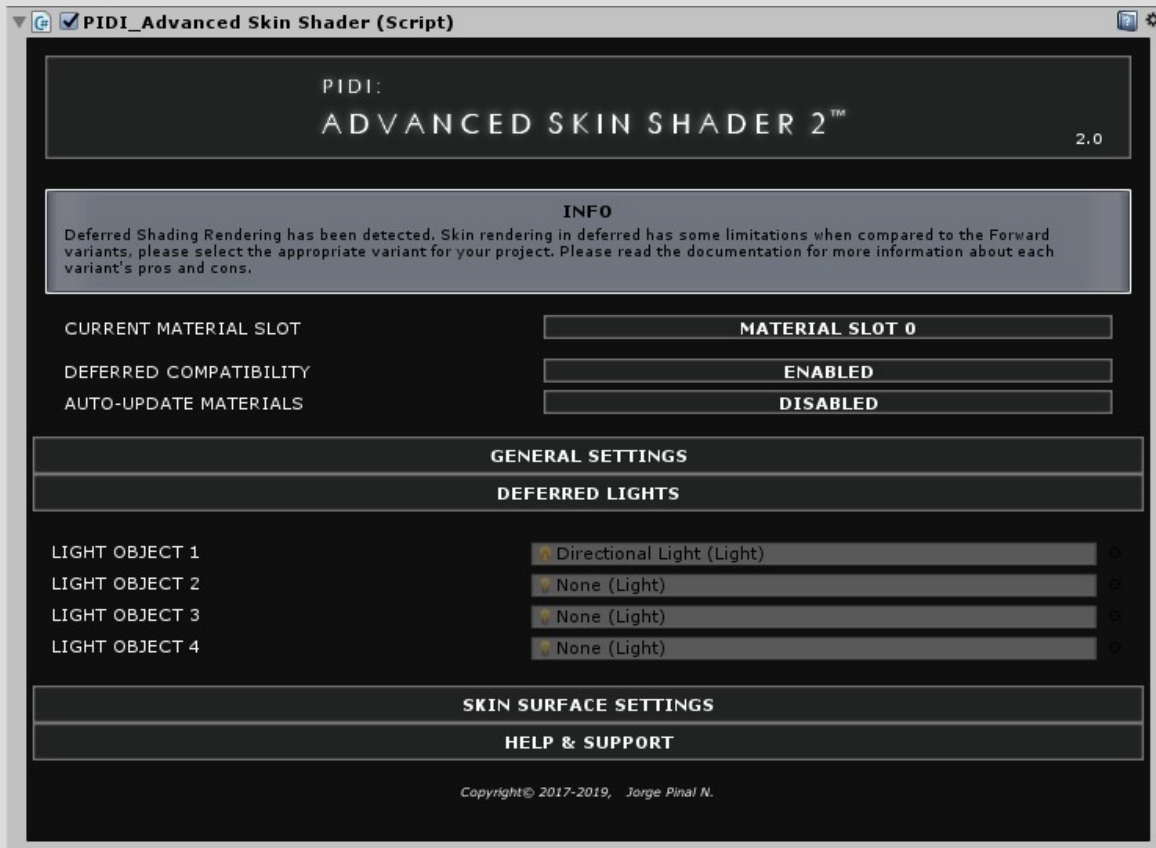 PIDI_Advanced Skin Shader (Script)
PIDI:
ADVANCED SKIN SHADER 2™
2.0
INFO
Deferred Shading Rendering has been detected. Skin rendering in deferred has some limitations when compared to the Forward
variants, please select the appropriate variant for your project. Please read the documentation for more information about each
variant's pros and cons.
CURRENT MATERIAL SLOT MATERIAL SLOT 0
DEFERRED COMPATIBILITY ENABLED
AUTO-UPDATE MATERIALS DISABLED
GENERAL SETTINGS
DEFERRED LIGHTS
LIGHT OBJECT 1 Directional Light (Light)
LIGHT OBJECT 2 None (Light)
LIGHT OBJECT 3 None (Light)
LIGHT OBJECT 4 None (Light)
SKIN SURFACE SETTINGS
HELP & SUPPORT
Copyright© 2017-2019, Jorge Pinal N.